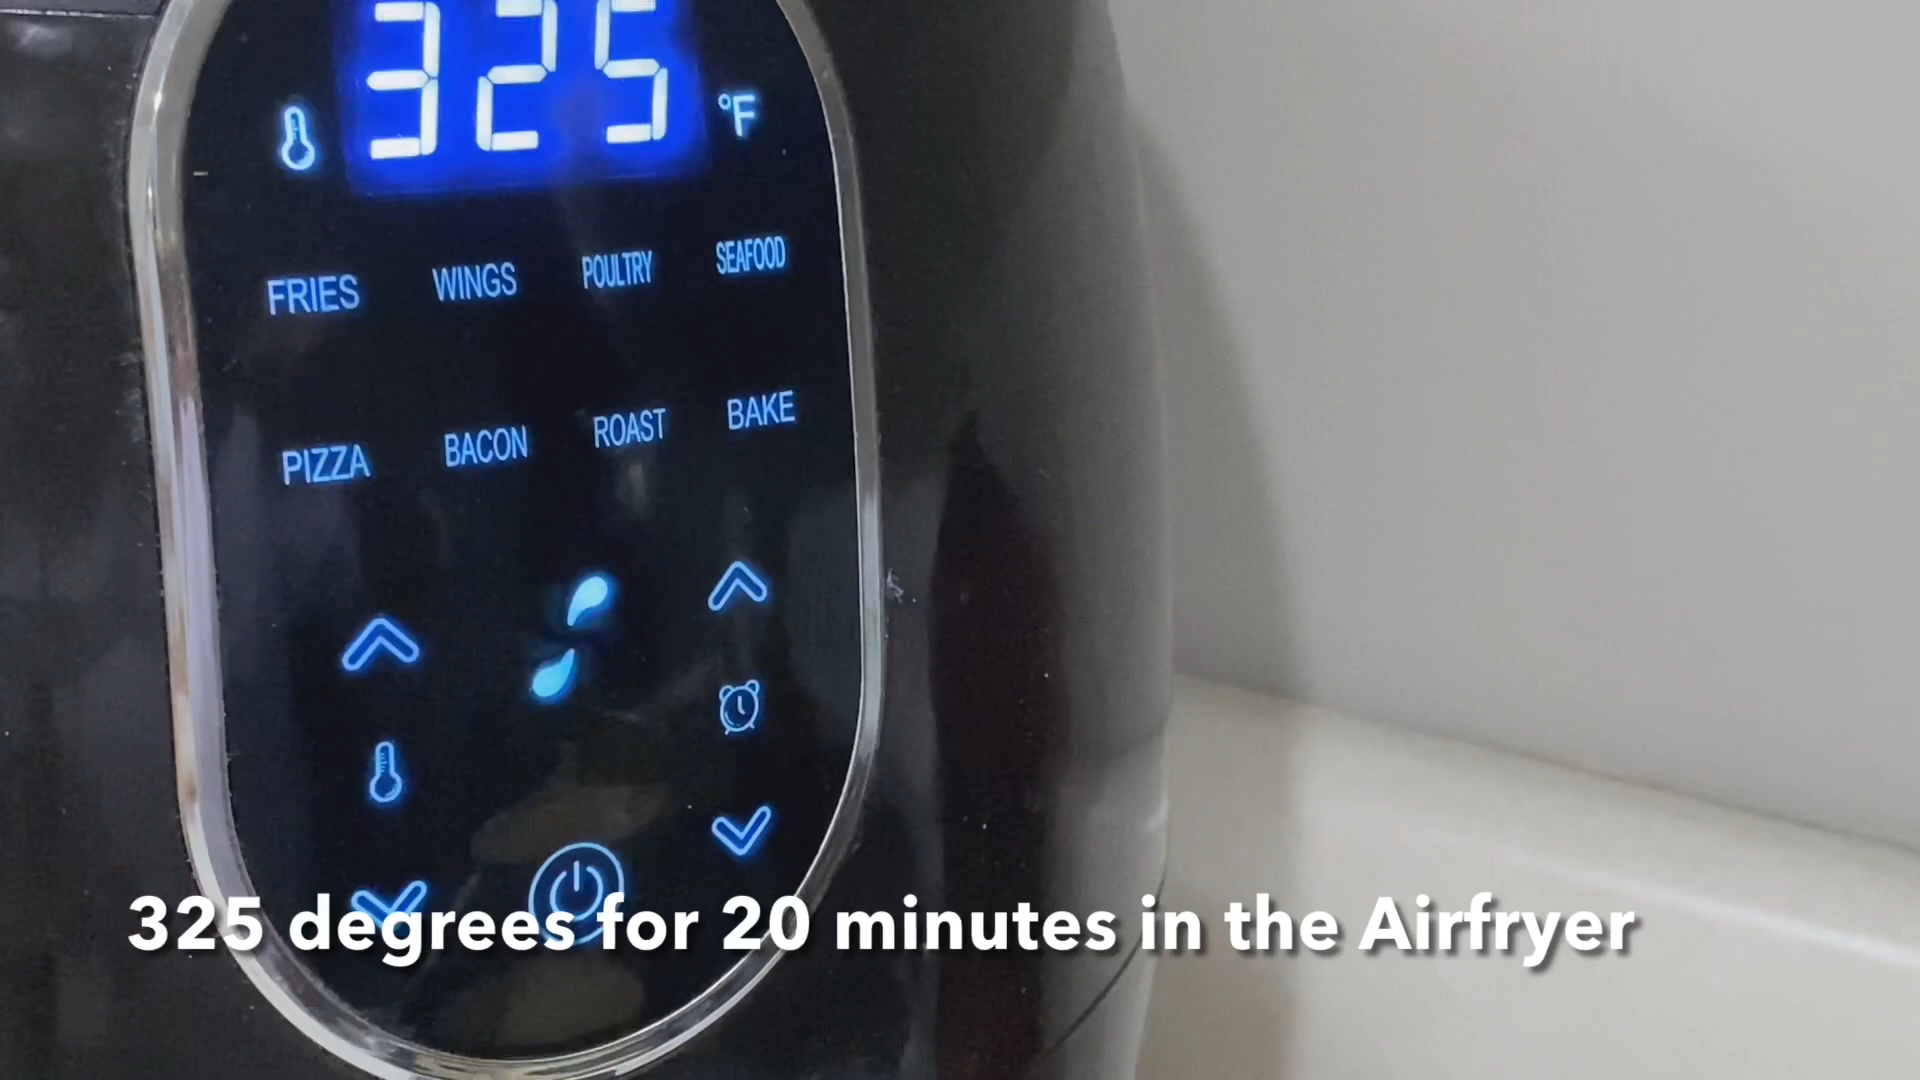 325
°F
FRIES WINGS POULTRY SEAFOOD
PIZZA BACON ROAST BAKE
325 degrees for 20 minutes in the Airfryer